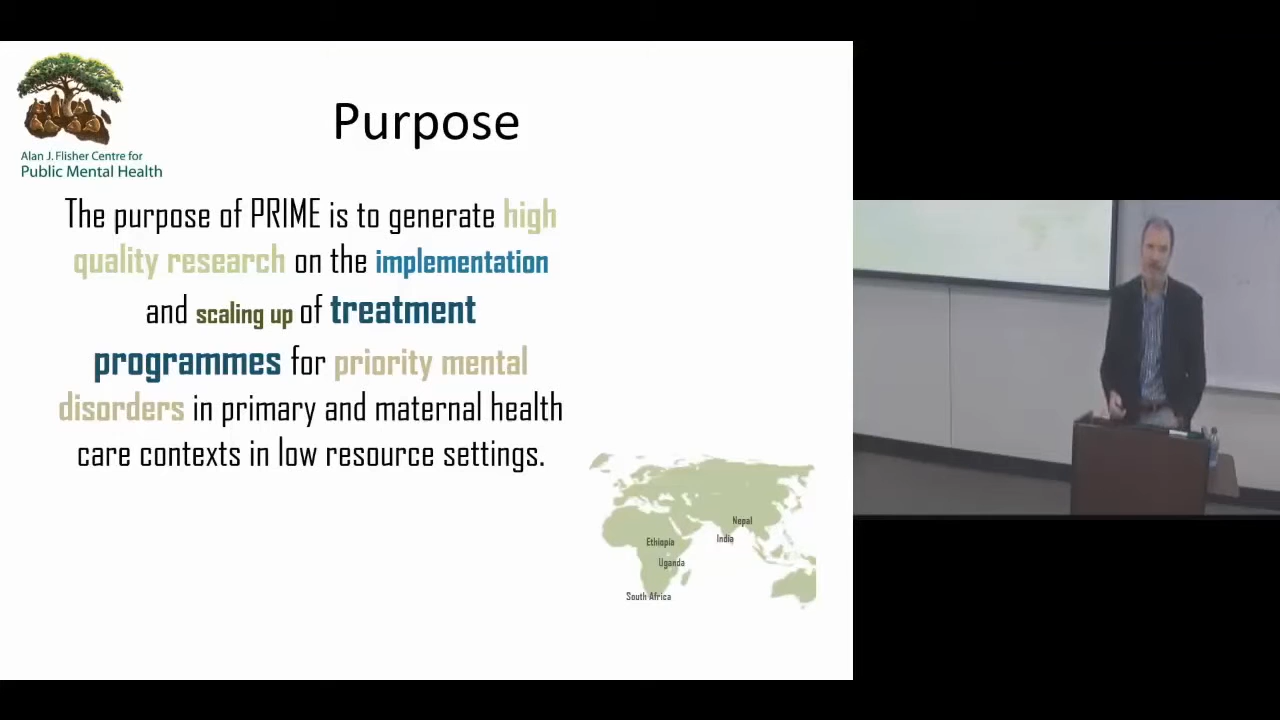 Alan J. Flisher Centre for
Public Mental Health
Purpose
The purpose of PRIME is to generate high
quality research on the implementation
and scaling up of treatment
programmes for priority mental
disorders in primary and maternal health
care contexts in low resource settings.
Nepal
India
Ethiopia
Uganda
South Africa